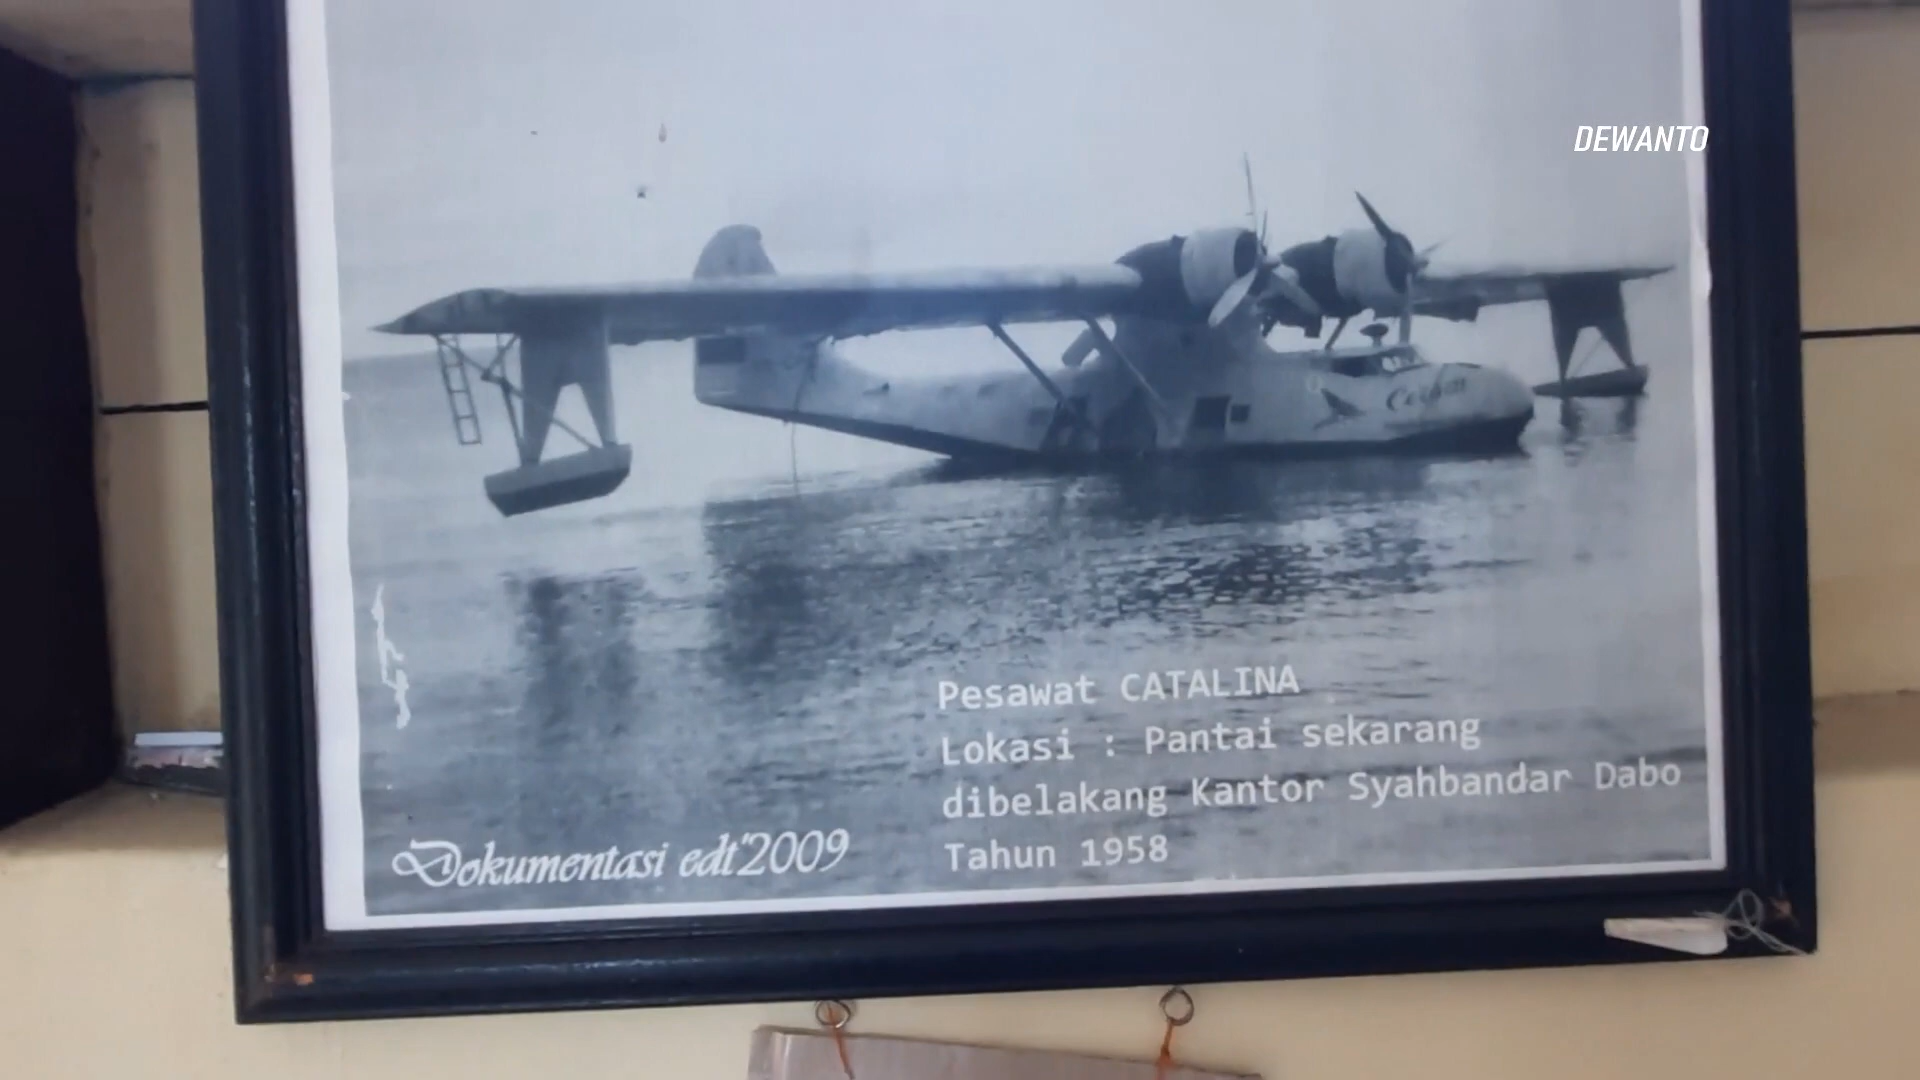 DEWANTO
Pesawat CATALINA
Lokasi : Pantai sekarang
dibelakang Kantor Syahbandar Dabo
Tahun 1958
Dokumentasi edt'2009